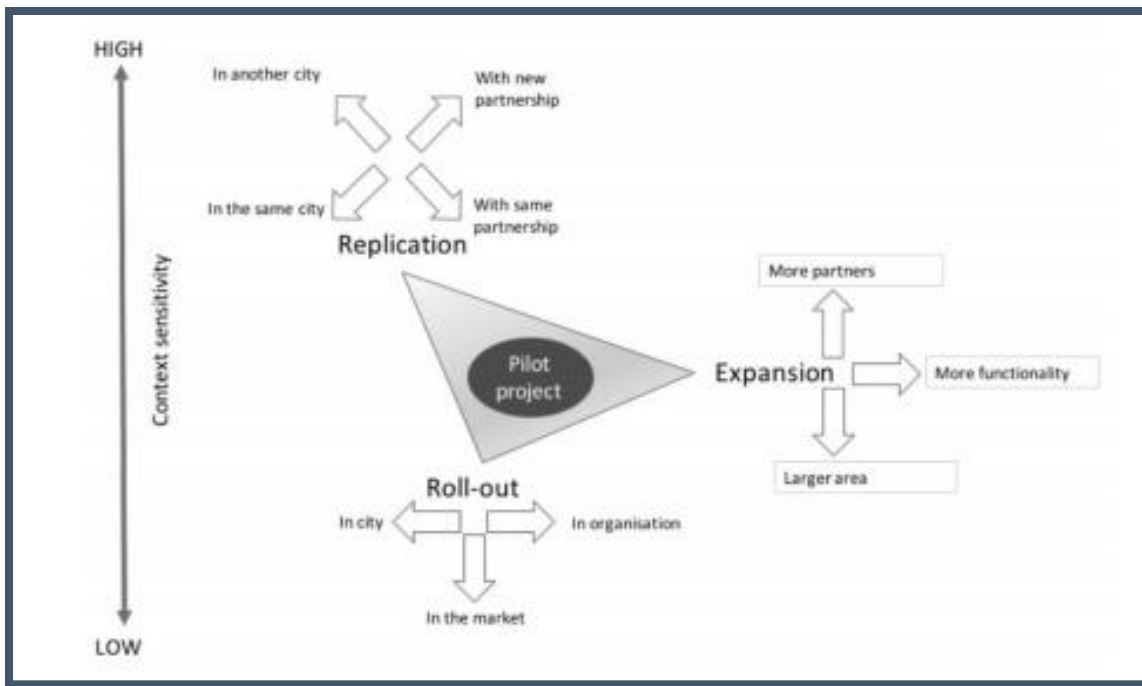 HIGH
In another city
With new
partnership
In the same city
With same
partnership
Replication
Context sensitivity
More partners
Pilot
project
Expansion
More functionality
Larger area
Roll-out
In city
In organisation
In the market
LOW